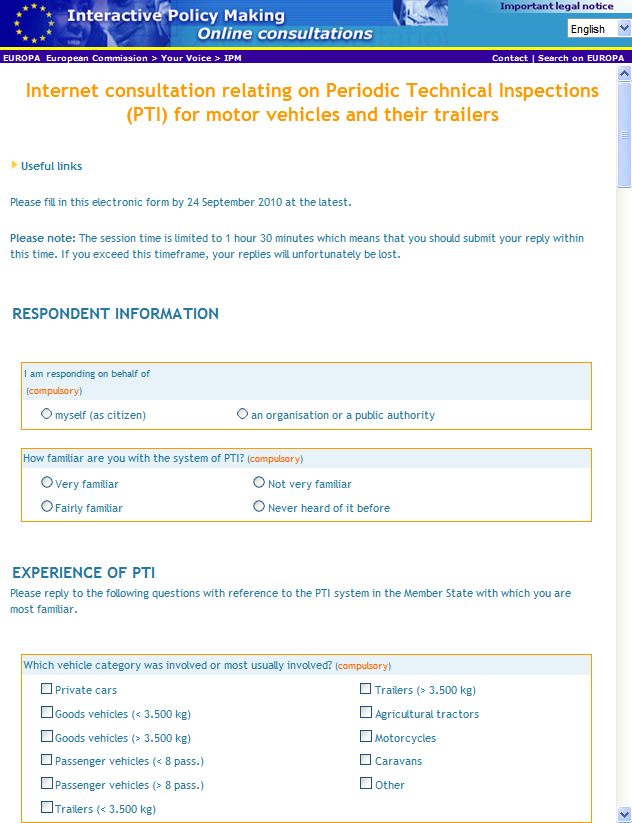 Important legal notice
Interactive Policy Making
Online consultations
English
EUROPA European Commission > Your Voice > IPM
Contact | Search on EUROPA
Internet consultation relating on Periodic Technical Inspections
(PTI) for motor vehicles and their trailers
Useful links
Please fill in this electronic form by 24 September 2010 at the latest.
Please note: The session time is limited to 1 hour 30 minutes which means that you should submit your reply within
this time. If you exceed this timeframe, your replies will unfortunately be lost.
RESPONDENT INFORMATION
I am responding on behalf of
(compulsory)
myself (as citizen)
an organisation or a public authority
How familiar are you with the system of PTI? (compulsory)
Very familiar
Not very familiar
Fairly familiar
Never heard of it before
EXPERIENCE OF PTI
Please reply to the following questions with reference to the PTI system in the Member State with which you are
most familiar.
Which vehicle category was involved or most usually involved? (compulsory)
Private cars
Trailers (> 3.500 kg)
Goods vehicles (< 3.500 kg)
Agricultural tractors
Goods vehicles (> 3.500 kg)
Motorcycles
Passenger vehicles (< 8 pass.)
Caravans
Passenger vehicles (> 8 pass.)
Other
Trailers (< 3.500 kg)